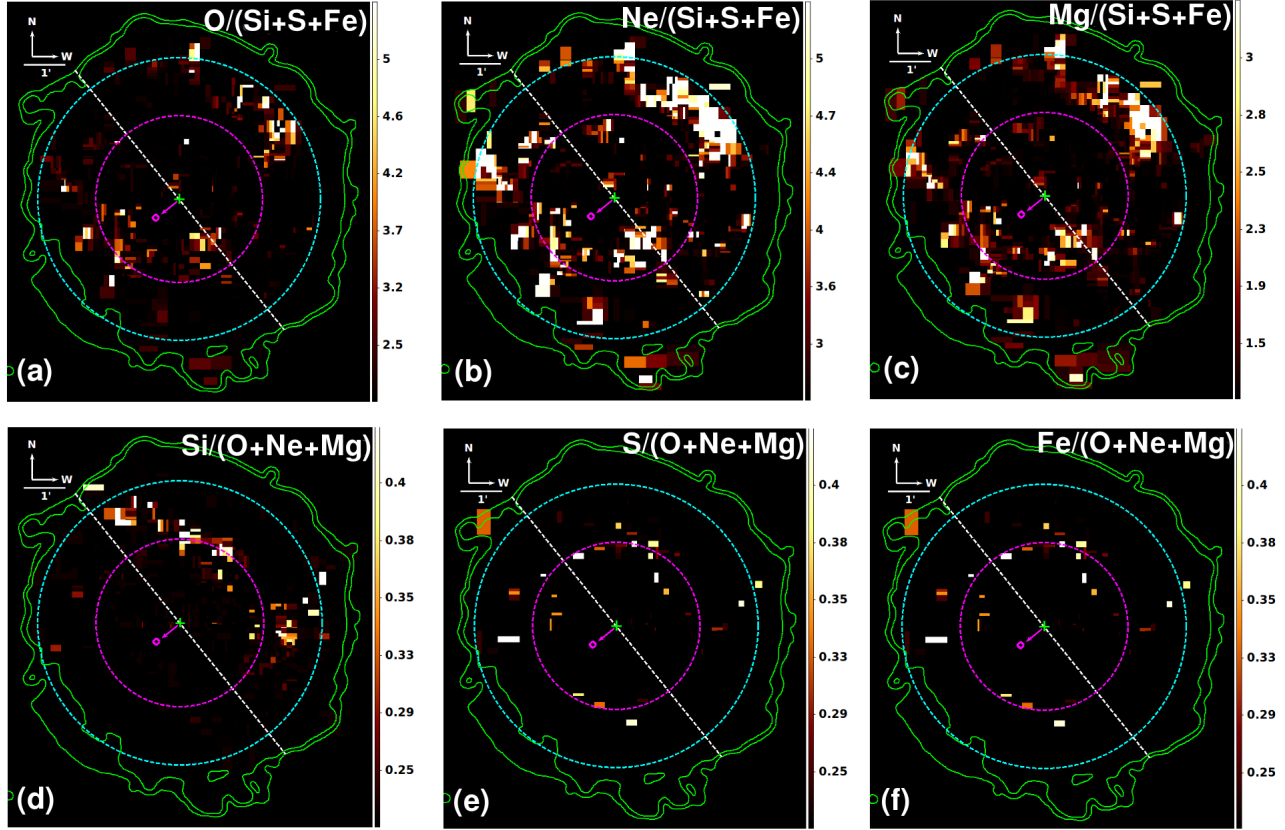 O/(Si+S+Fe)
N
W
1'
5
4.6
4.2
3.7
3.2
2.5
(a)
Ne/(Si+S+Fe)
N
W
1'
5
4.7
4.4
4
3.6
3
(b)
Mg/(Si+S+Fe)
N
W
1'
3
2.8
2.5
2.3
1.9
1.5
(c)
Si/(O+Ne+Mg)
N
W
1'
0.4
0.38
0.35
0.33
0.29
0.25
(d)
S/(O+Ne+Mg)
N
W
1'
0.4
0.38
0.35
0.33
0.29
0.25
(e)
Fe/(O+Ne+Mg)
N
W
1'
0.4
0.38
0.35
0.33
0.29
0.25
(f)